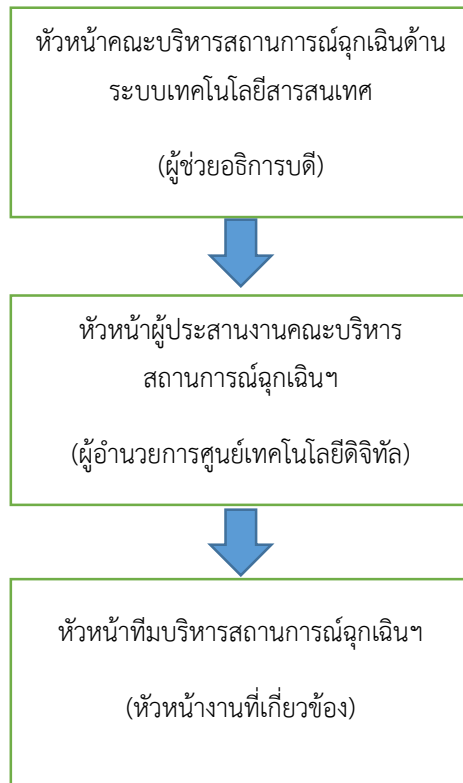 หัวหน้าคณะบริหารสถานการณ์ฉุกเฉินด้าน
ระบบเทคโนโลยีสารสนเทศ
(ผู้ช่วยอธิการบดี)
หัวหน้าผู้ประสานงานคณะบริหาร
สถานการณ์ฉุกเฉินฯ
(ผู้อำนวยการศูนย์เทคโนโลยีดิจิทัล)
หัวหน้าทีมบริหารสถานการณ์ฉุกเฉินฯ
(หัวหน้างานที่เกี่ยวข้อง)